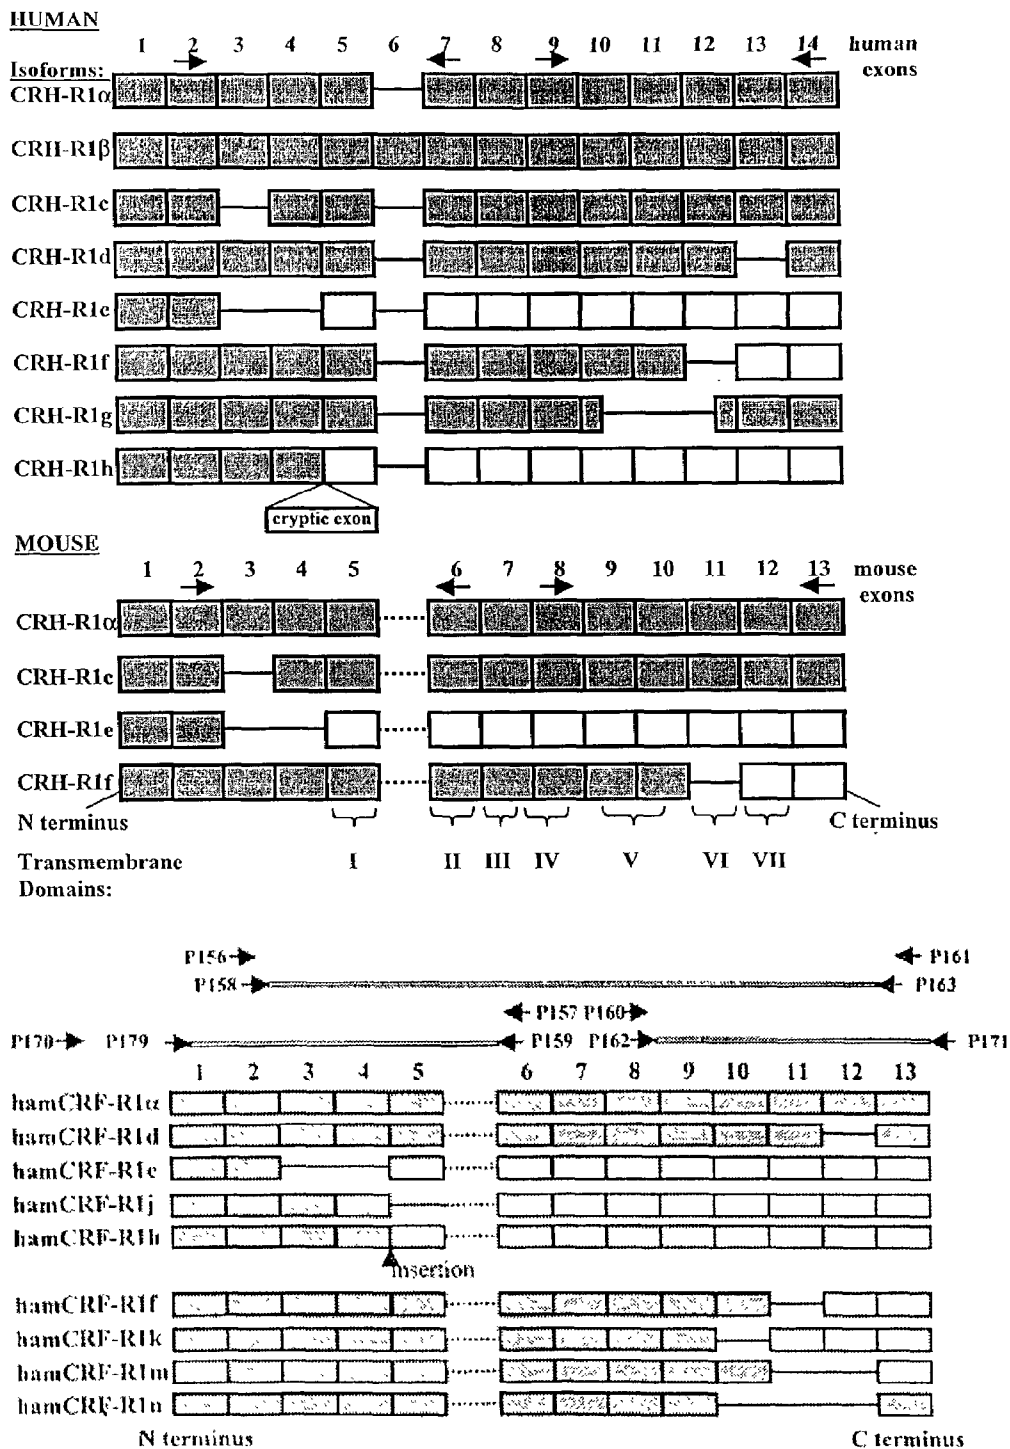 HUMAN
1 2 3 4 5 6 7 8 9 10 11 12 13 14 human
exons
Isoforms:
CRH-R1α
CRH-R1β
CRH-R1c
CRH-R1d
CRH-R1e
CRH-R1f
CRH-R1g
CRH-R1h
cryptic exon
MOUSE
1 2 3 4 5 6 7 8 9 10 11 12 13 mouse
exons
CRH-R1α
CRH-R1c
CRH-R1e
CRH-R1f
N terminus C terminus
Transmembrane I II III IV V VI VII
Domains:
P156 P161
P158 P163
P157 P160
P170 P179 P159 P162 P171
1 2 3 4 5 6 7 8 9 10 11 12 13
hamCRF-R1α
hamCRF-R1d
hamCRF-R1e
hamCRF-R1j
hamCRF-R1h
insertion
hamCRF-R1f
hamCRF-R1k
hamCRF-R1m
hamCRF-R1n
N terminus C terminus